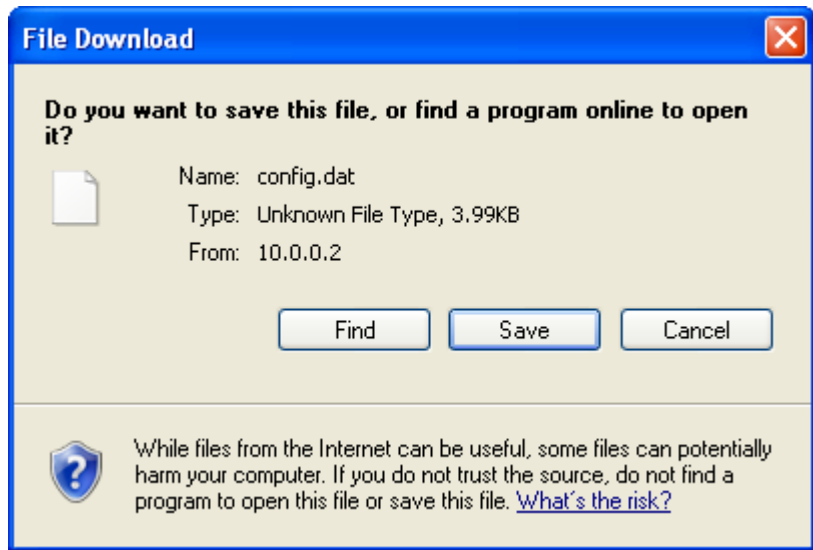 File Download
Do you want to save this file, or find a program online to open
it?
Name: config.dat
Type: Unknown File Type, 3.99KB
From: 10.0.0.2
Find Save Cancel
While files from the Internet can be useful, some files can potentially
harm your computer. If you do not trust the source, do not find a
program to open this file or save this file. What´s the risk?